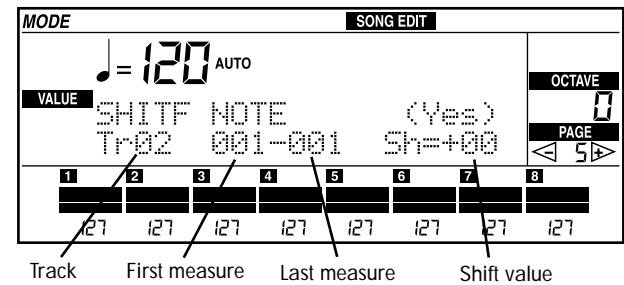 MODE SONG EDIT
♩=120 AUTO
OCTAVE
0
VALUE
SHITF NOTE (Yes)
Tr02 001-001 Sh=+00
PAGE
- 5 +
1 2 3 4 5 6 7 8
127 127 127 127 127 127 127 127
Track First measure Last measure Shift value